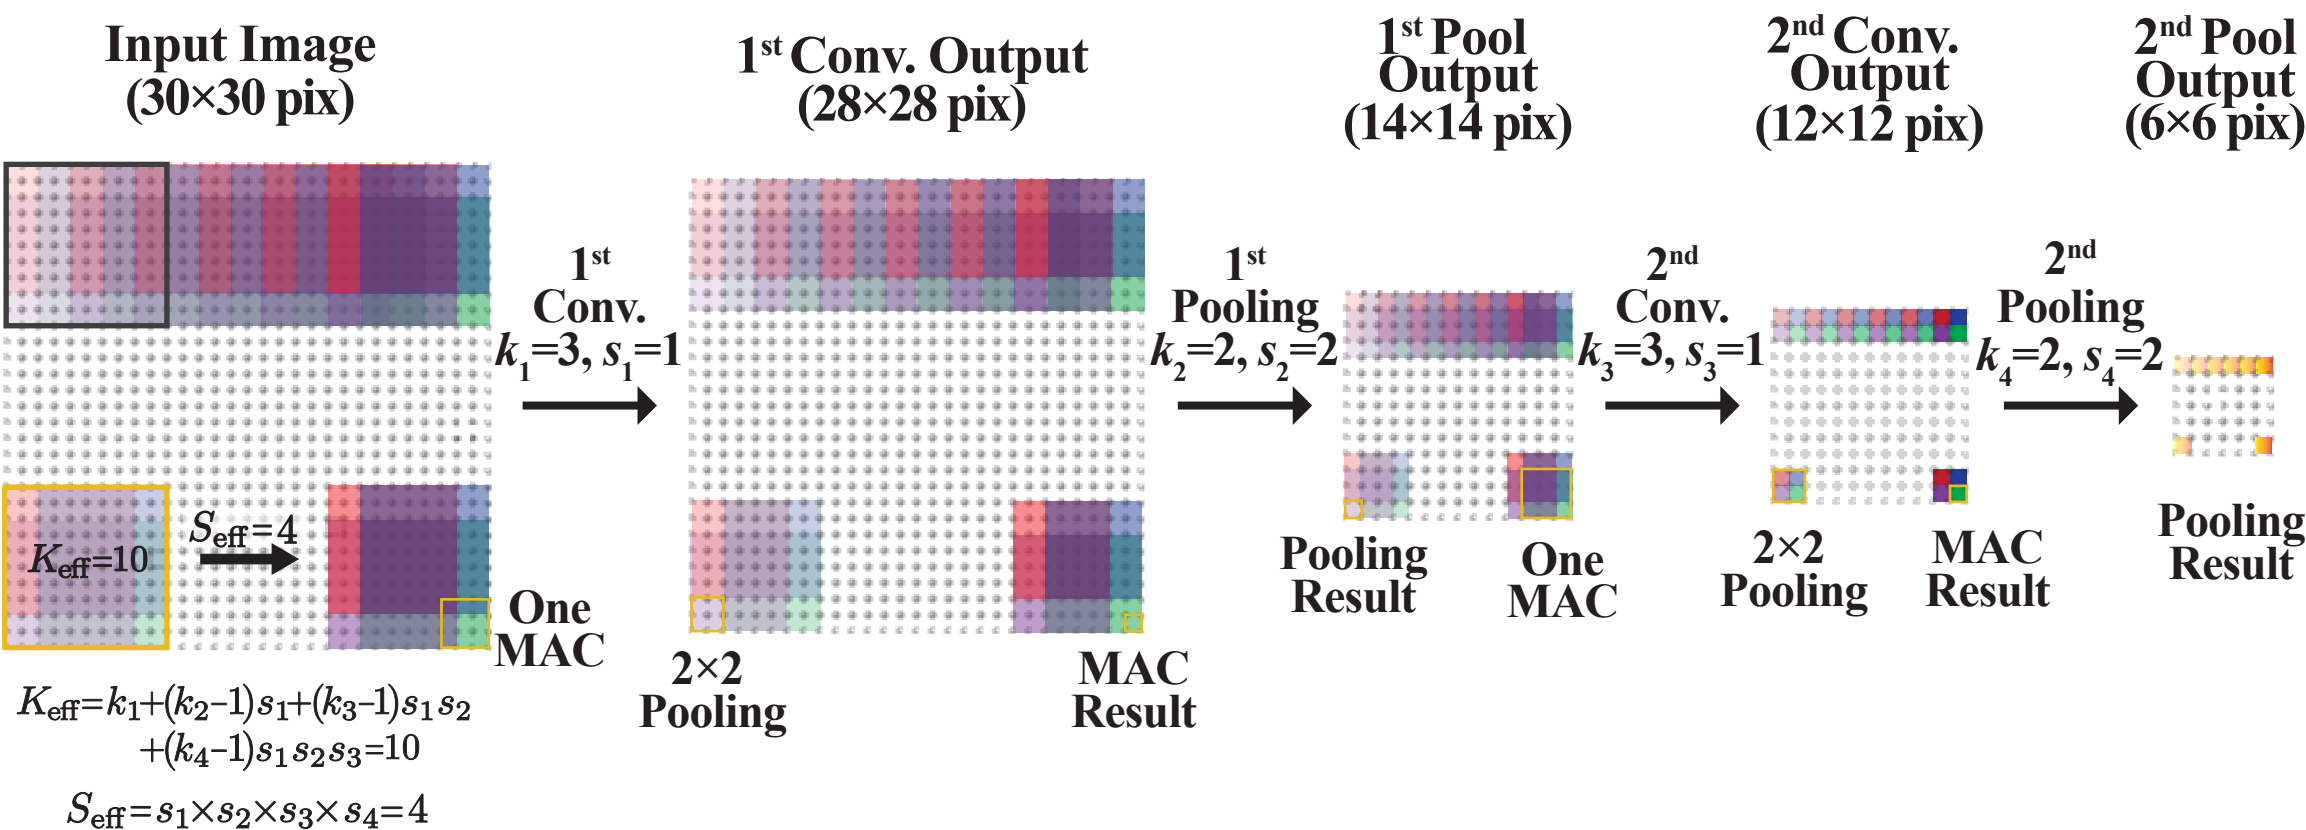 Input Image
(30×30 pix)
1st Conv. Output
(28×28 pix)
1st Pool
Output
(14×14 pix)
2nd Conv.
Output
(12×12 pix)
2nd Pool
Output
(6×6 pix)
1st
Conv.
k1=3, s1=1
1st
Pooling
k2=2, s2=2
2nd
Conv.
k3=3, s3=1
2nd
Pooling
k4=2, s4=2
Keff=10
Seff=4
One
MAC
2×2
Pooling
MAC
Result
Pooling
Result
One
MAC
2×2
Pooling
MAC
Result
Pooling
Result
Keff=k1+(k2-1)s1+(k3-1)s1s2
+(k4-1)s1s2s3=10
Seff=s1×s2×s3×s4=4